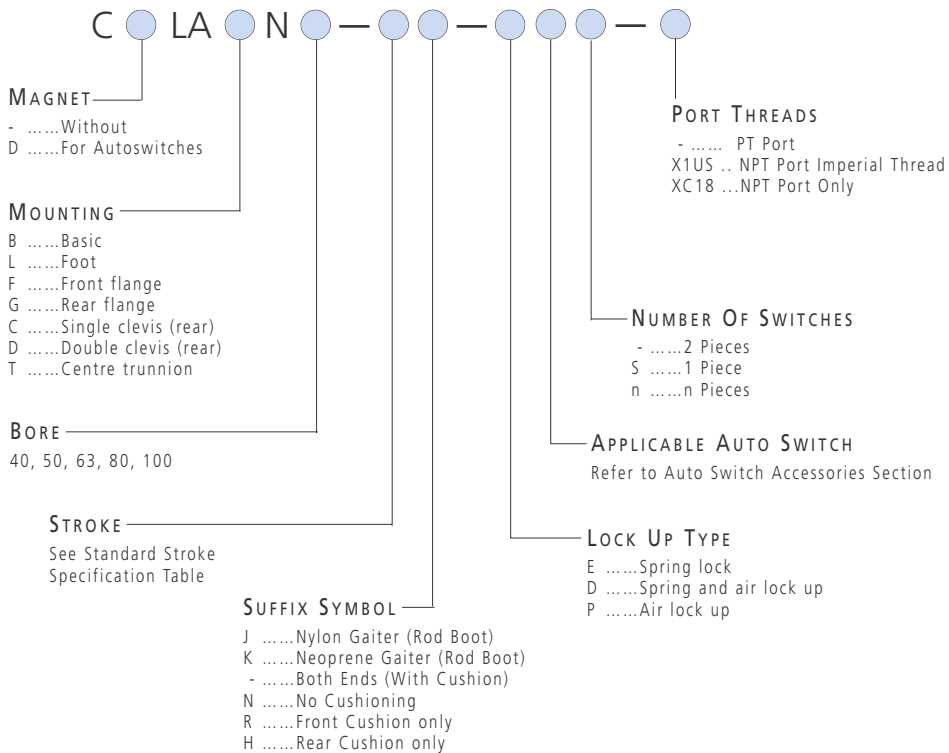 C LA N — — —
MAGNET
- ......Without
D ......For Autoswitches
MOUNTING
B ......Basic
L ......Foot
F ......Front flange
G ......Rear flange
C ......Single clevis (rear)
D ......Double clevis (rear)
T ......Centre trunnion
BORE
40, 50, 63, 80, 100
STROKE
See Standard Stroke
Specification Table
SUFFIX SYMBOL
J ......Nylon Gaiter (Rod Boot)
K ......Neoprene Gaiter (Rod Boot)
- ......Both Ends (With Cushion)
N ......No Cushioning
R ......Front Cushion only
H ......Rear Cushion only
PORT THREADS
- ...... PT Port
X1US .. NPT Port Imperial Thread
XC18 ...NPT Port Only
NUMBER OF SWITCHES
- ......2 Pieces
S ......1 Piece
n ......n Pieces
APPLICABLE AUTO SWITCH
Refer to Auto Switch Accessories Section
LOCK UP TYPE
E ......Spring lock
D ......Spring and air lock up
P ......Air lock up